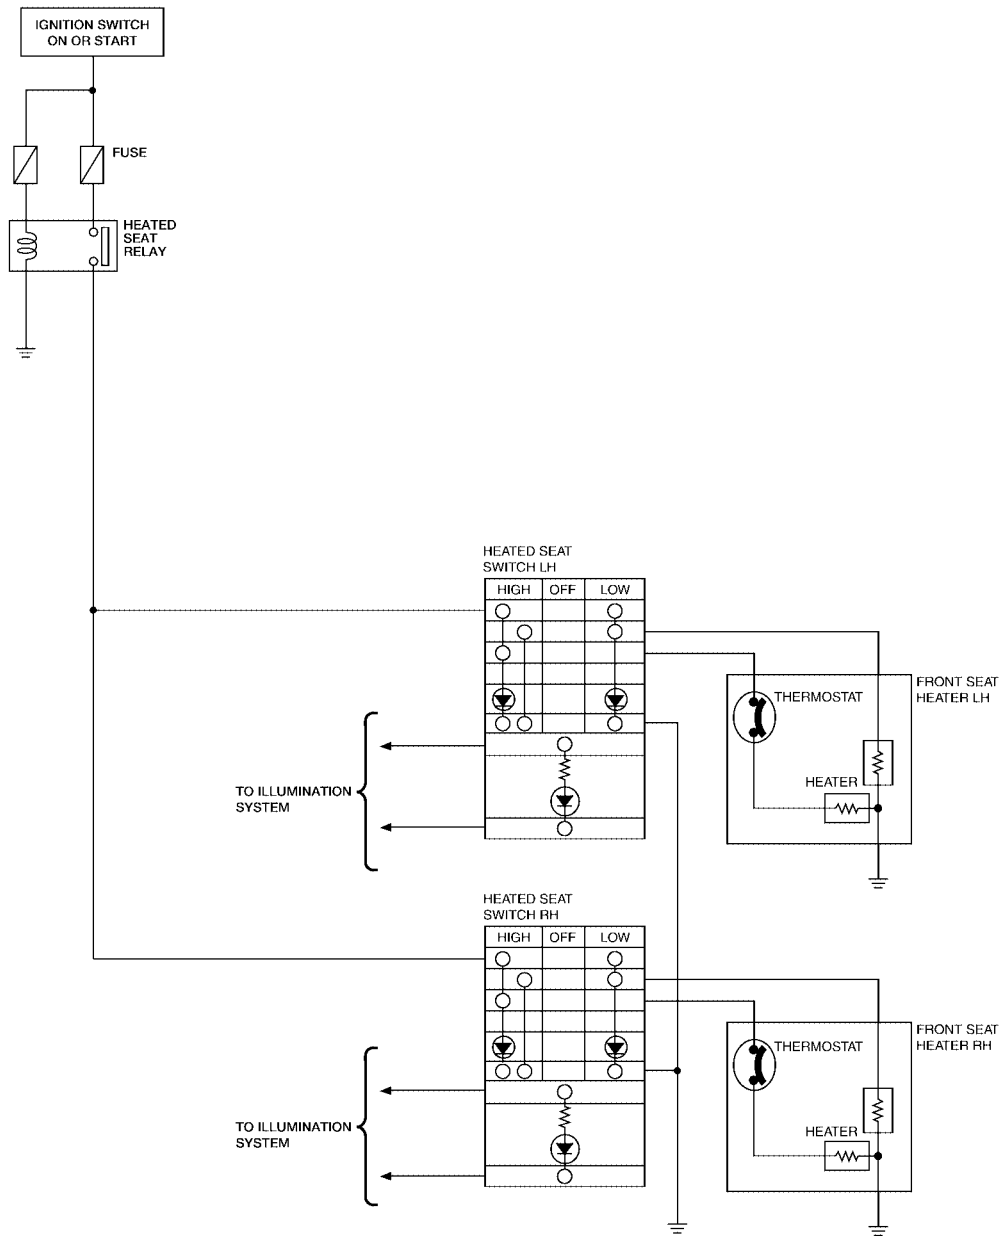 IGNITION SWITCH
ON OR START
FUSE
HEATED
SEAT
RELAY
HEATED SEAT
SWITCH LH
HIGH OFF LOW
FRONT SEAT
HEATER LH
THERMOSTAT
HEATER
TO ILLUMINATION
SYSTEM
HEATED SEAT
SWITCH RH
HIGH OFF LOW
FRONT SEAT
HEATER RH
THERMOSTAT
HEATER
TO ILLUMINATION
SYSTEM